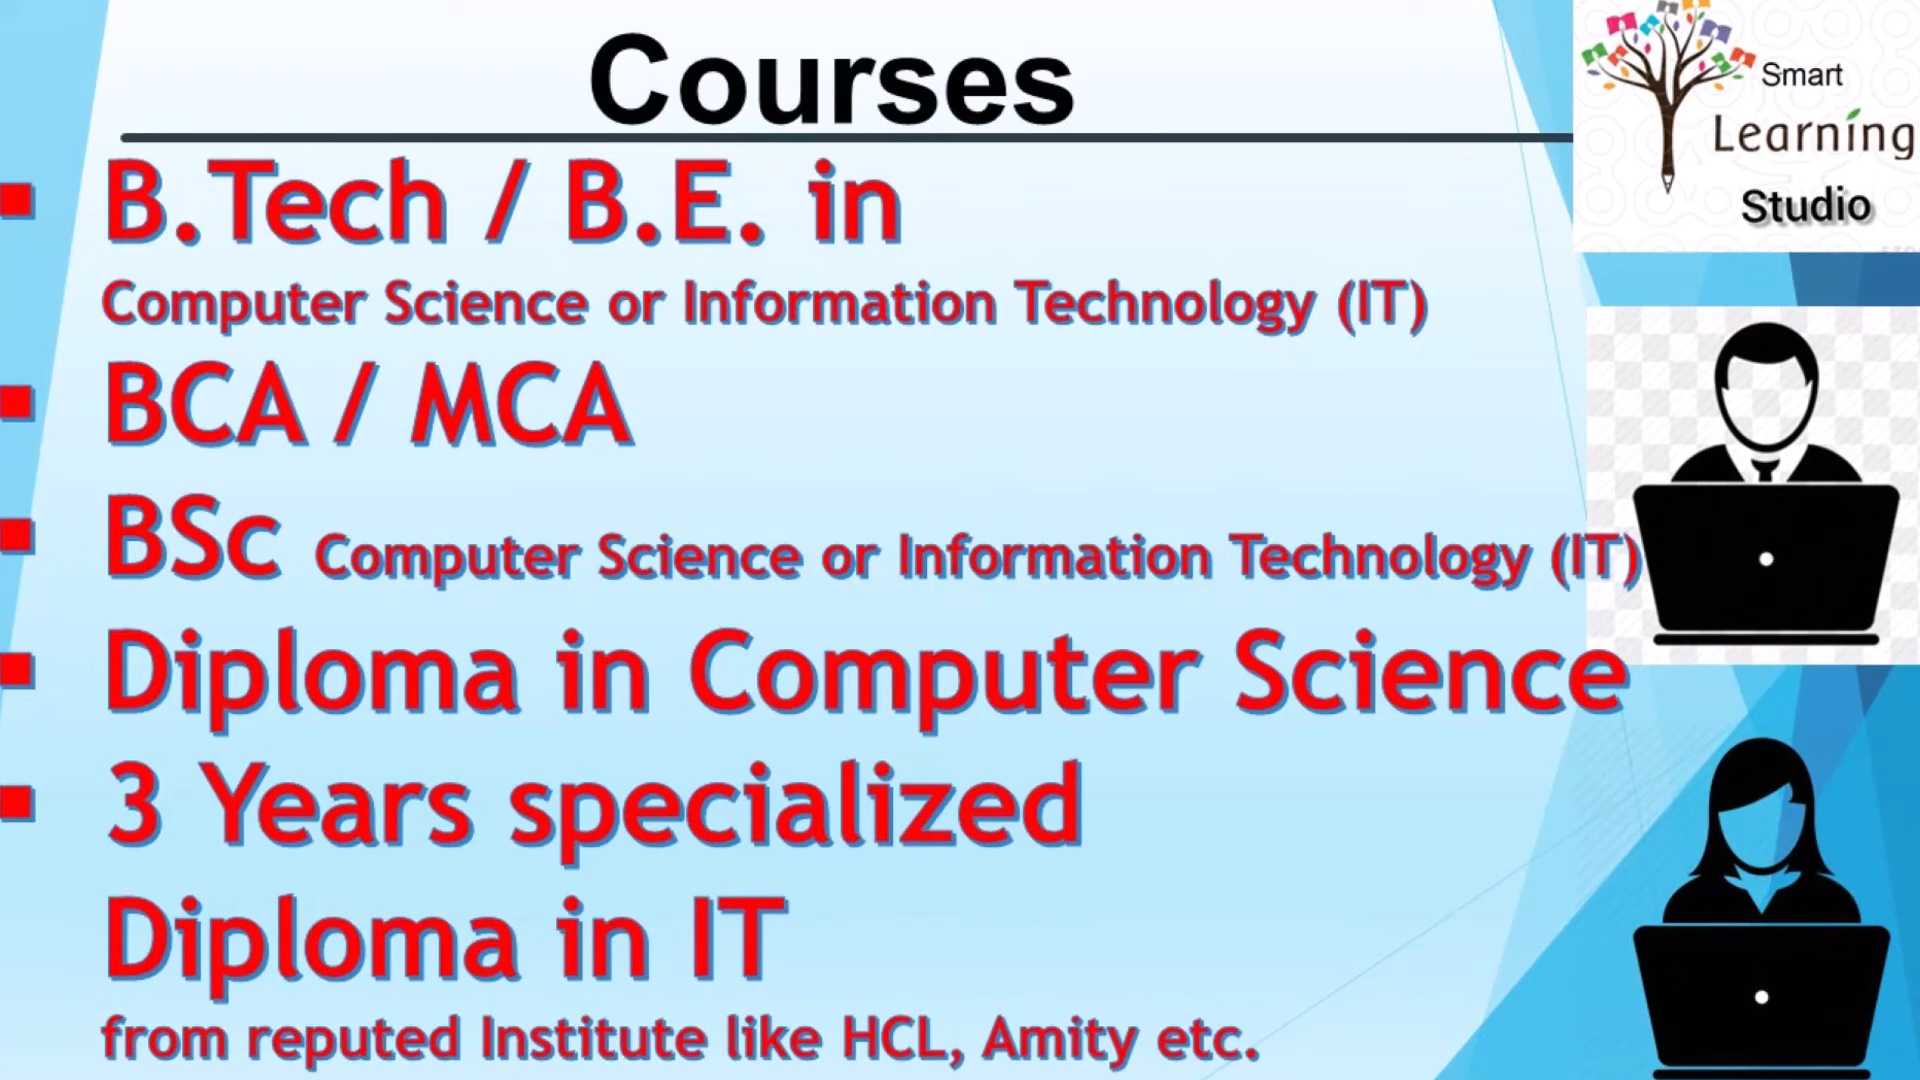 Courses
Smart
Learning
Studio
▪ B.Tech / B.E. in
Computer Science or Information Technology (IT)
▪ BCA / MCA
▪ BSc Computer Science or Information Technology (IT)
▪ Diploma in Computer Science
▪ 3 Years specialized
Diploma in IT
from reputed Institute like HCL, Amity etc.